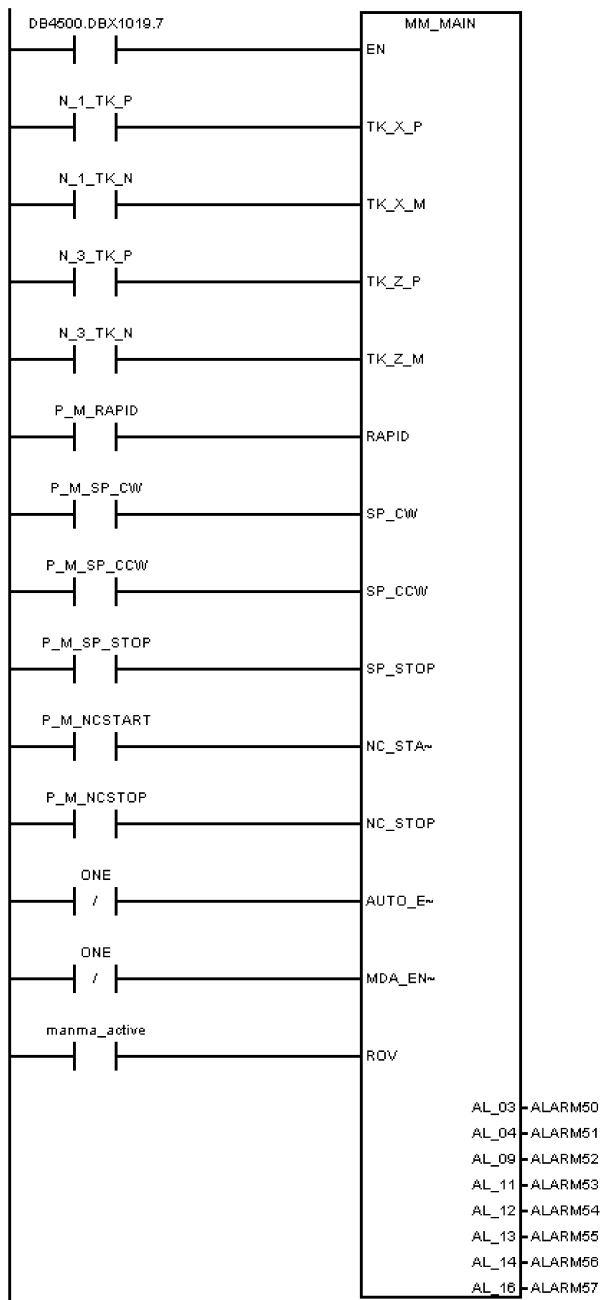 DB4500.DBX1019.7
MM_MAIN
EN
N_1_TK_P
TK_X_P
N_1_TK_N
TK_X_M
N_3_TK_P
TK_Z_P
N_3_TK_N
TK_Z_M
P_M_RAPID
RAPID
P_M_SP_CW
SP_CW
P_M_SP_CCW
SP_CCW
P_M_SP_STOP
SP_STOP
P_M_NCSTART
NC_STA~
P_M_NCSTOP
NC_STOP
ONE
/
AUTO_E~
ONE
/
MDA_EN~
manma_active
ROV
AL_03 ALARM50
AL_04 ALARM51
AL_09 ALARM52
AL_11 ALARM53
AL_12 ALARM54
AL_13 ALARM55
AL_14 ALARM56
AL_16 ALARM57